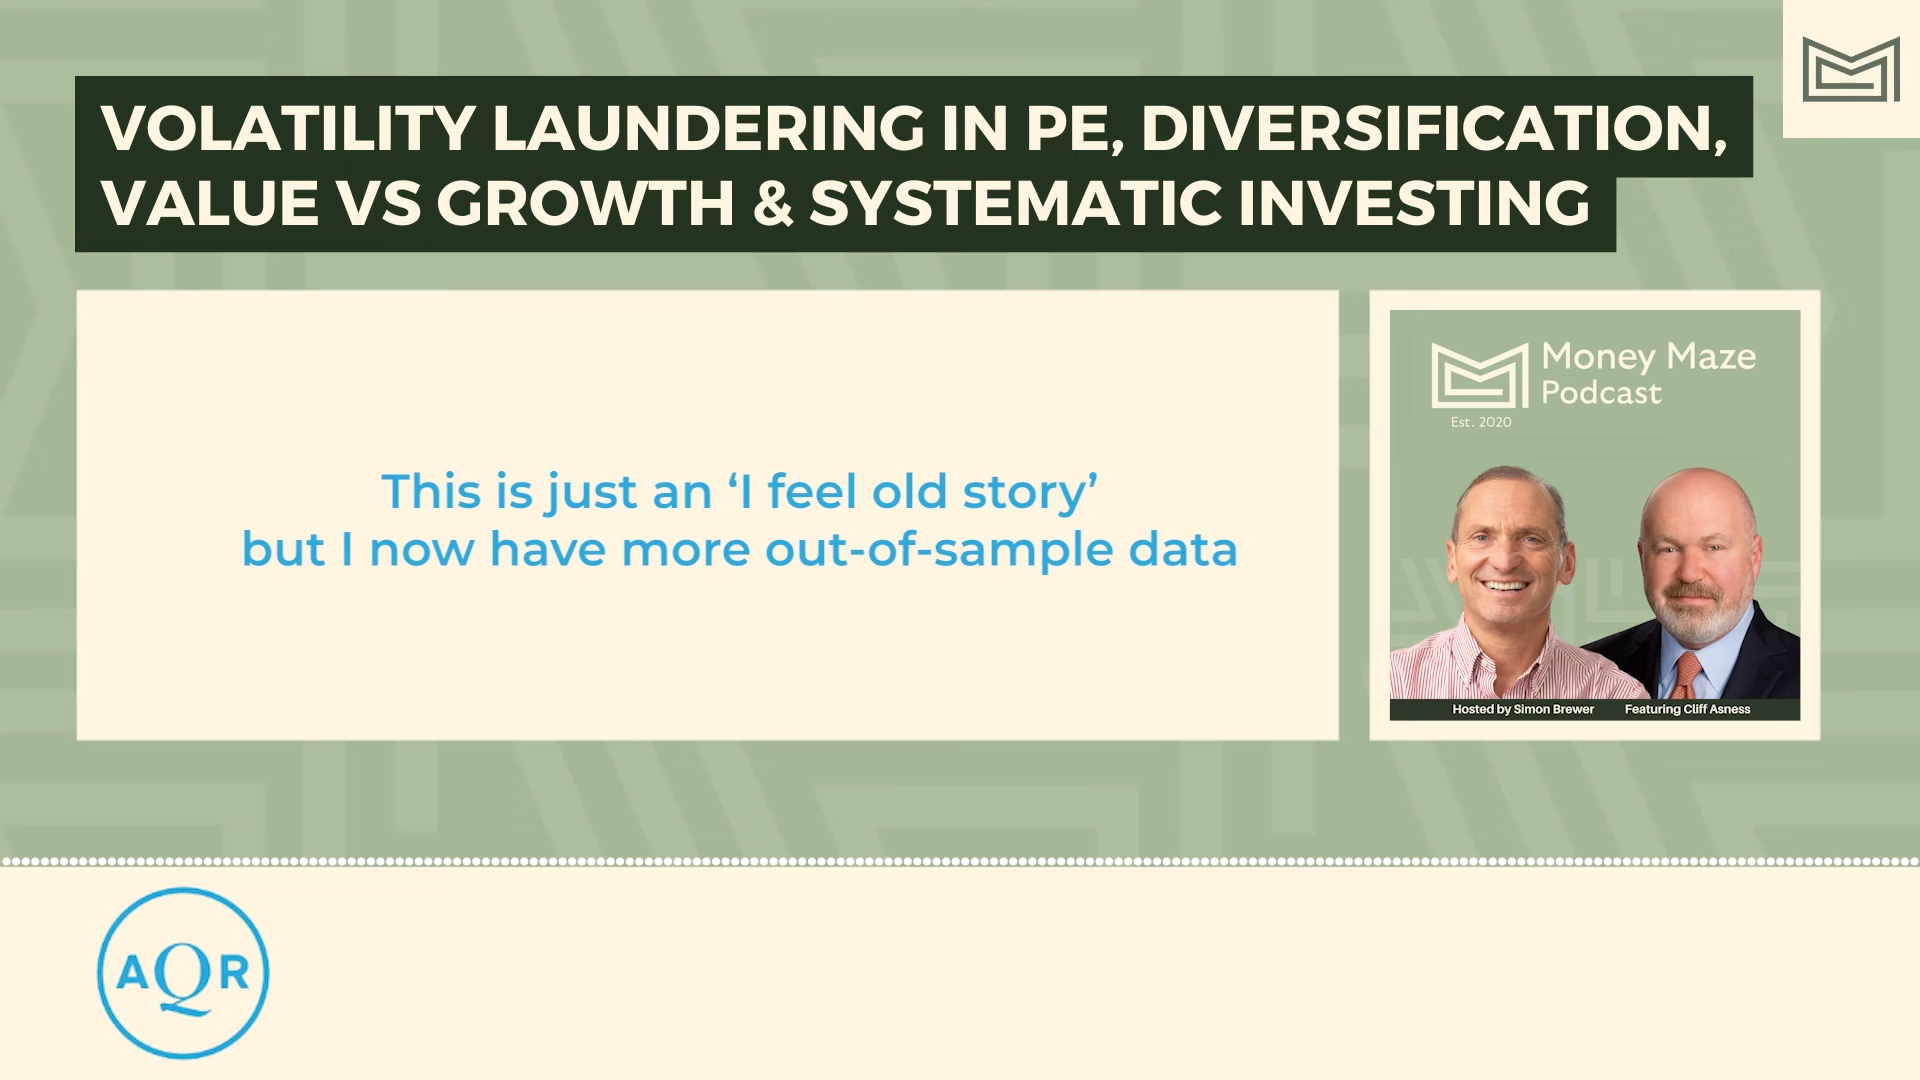 VOLATILITY LAUNDERING IN PE, DIVERSIFICATION,
VALUE VS GROWTH & SYSTEMATIC INVESTING
This is just an ‘I feel old story’
but I now have more out-of-sample data
Money Maze
Podcast
Est. 2020
Hosted by Simon Brewer
Featuring Cliff Asness
AQR